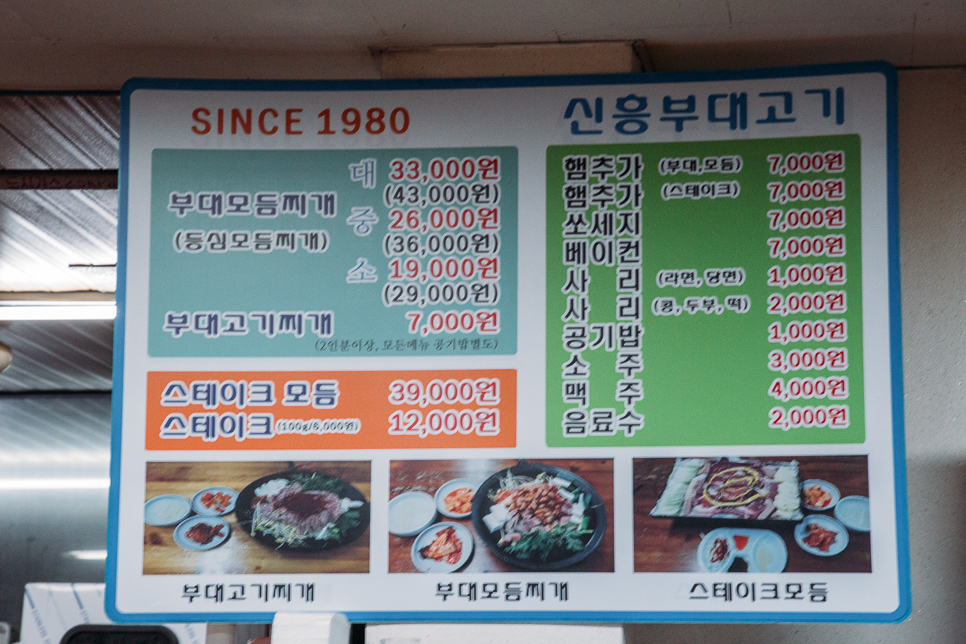 SINCE 1980
신흥부대고기
부대모듬찌개
(등심모듬찌개)
대 33,000원
(43,000원)
중 26,000원
(36,000원)
소 19,000원
(29,000원)
부대고기찌개 7,000원
(2인분이상, 모든메뉴 공기밥별도)
스테이크 모듬 39,000원
스테이크 (100g/6,000원) 12,000원
햄추가 (부대,모듬) 7,000원
햄추가 (스테이크) 7,000원
쏘세지 7,000원
베이컨 7,000원
사 리 (라면, 당면) 1,000원
사 리 (콩, 두부, 떡) 2,000원
공기밥 1,000원
소 주 3,000원
맥 주 4,000원
음료수 2,000원
부대고기찌개
부대모듬찌개
스테이크모듬